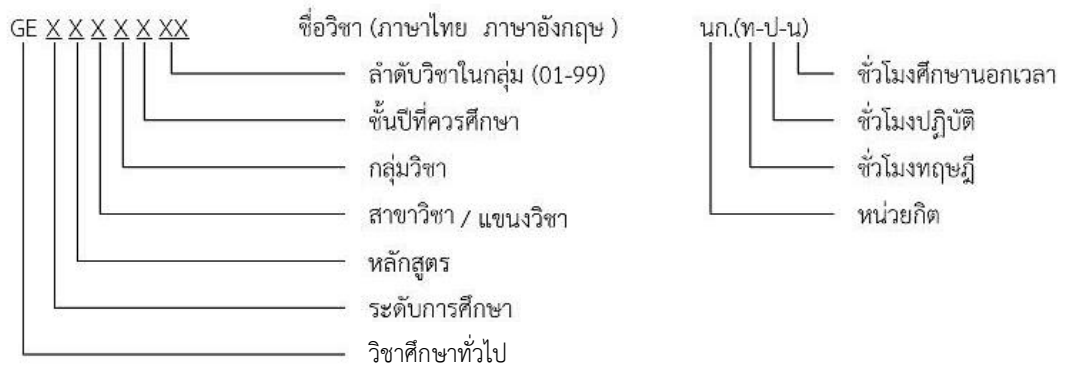 GE X X X X X XX ชื่อวิชา (ภาษาไทย ภาษาอังกฤษ ) นก.(ท-ป-น)
ลำดับวิชาในกลุ่ม (01-99) ชั่วโมงศึกษานอกเวลา
ชั้นปีที่ควรศึกษา ชั่วโมงปฏิบัติ
กลุ่มวิชา ชั่วโมงทฤษฎี
สาขาวิชา / แขนงวิชา หน่วยกิต
หลักสูตร
ระดับการศึกษา
วิชาศึกษาทั่วไป